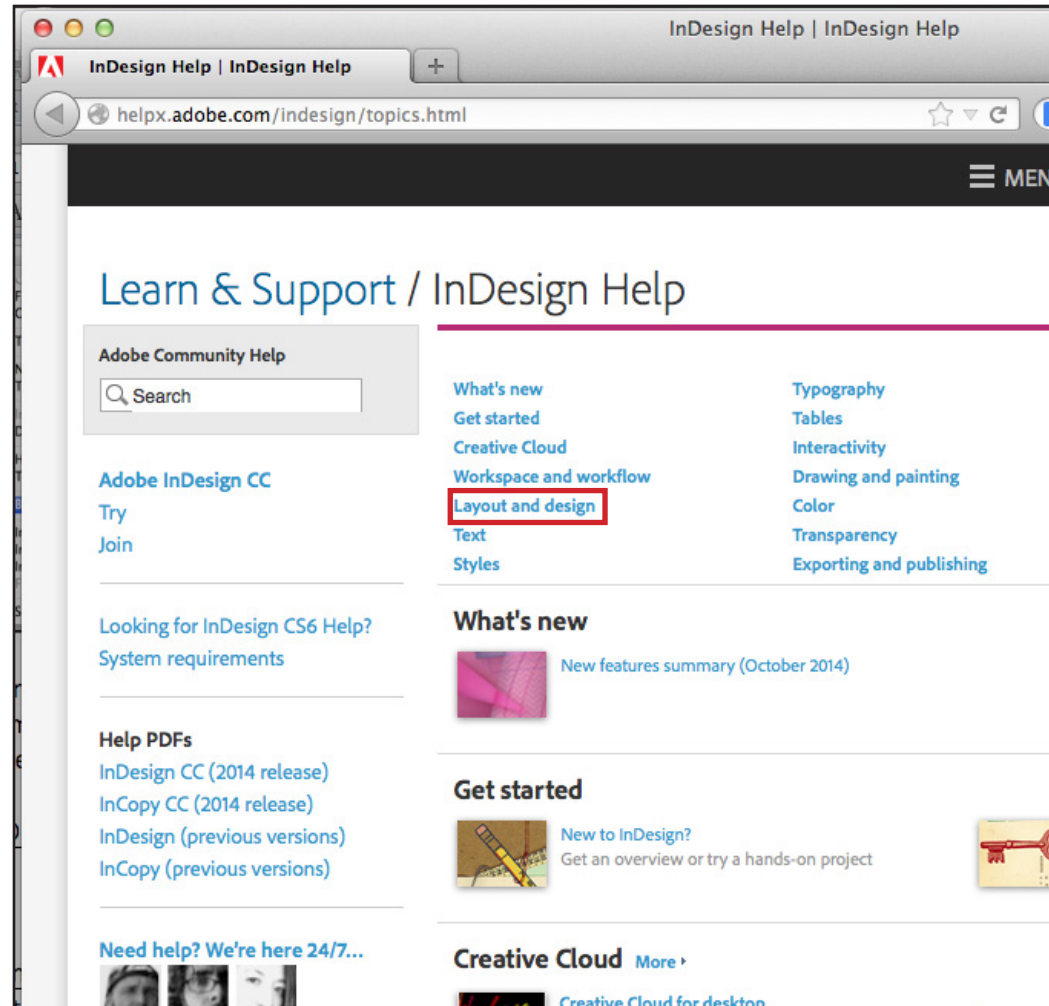 InDesign Help | InDesign Help
InDesign Help | InDesign Help
helpx.adobe.com/indesign/topics.html
MEN
Learn & Support / InDesign Help
Adobe Community Help
Search
Adobe InDesign CC
Try
Join
Looking for InDesign CS6 Help?
System requirements
Help PDFs
InDesign CC (2014 release)
InCopy CC (2014 release)
InDesign (previous versions)
InCopy (previous versions)
Need help? We're here 24/7...
What's new
Get started
Creative Cloud
Workspace and workflow
Layout and design
Text
Styles
Typography
Tables
Interactivity
Drawing and painting
Color
Transparency
Exporting and publishing
What's new
New features summary (October 2014)
Get started
New to InDesign?
Get an overview or try a hands-on project
Creative Cloud More
Creative Cloud for desktop